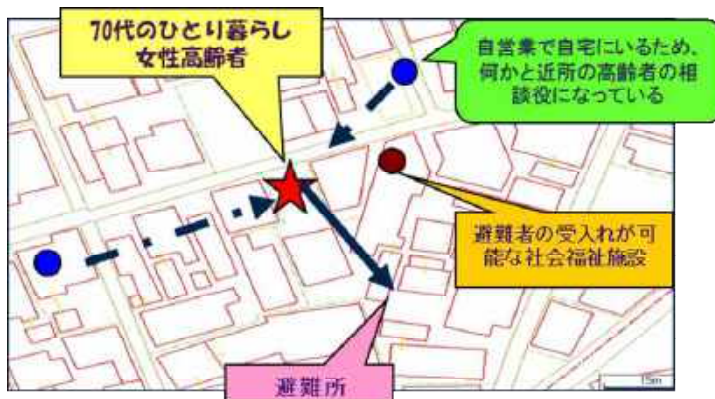 70代のひとり暮らし
女性高齢者
自営業で自宅にいるため、
何かと近所の高齢者の相
談役になっている
避難者の受入れが可
能な社会福祉施設
避難所
15m